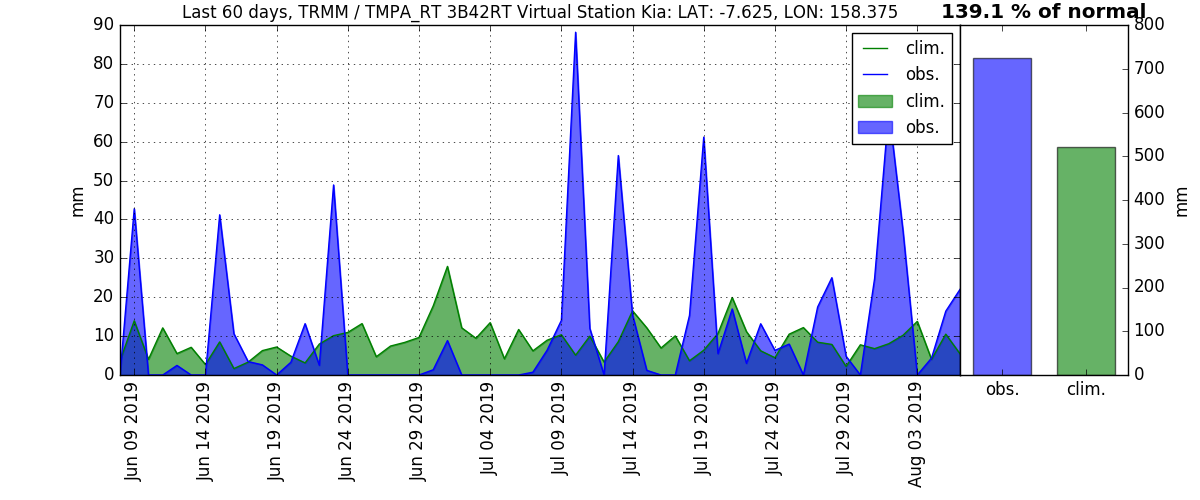 Last 60 days, TRMM / TMPA_RT 3B42RT Virtual Station Kia: LAT: -7.625, LON: 158.375
139.1 % of normal
90
80
70
60
50
40
30
20
10
0
mm
clim.
obs.
clim.
obs.
800
700
600
500
400
300
200
100
0
mm
Jun 09 2019
Jun 14 2019
Jun 19 2019
Jun 24 2019
Jun 29 2019
Jul 04 2019
Jul 09 2019
Jul 14 2019
Jul 19 2019
Jul 24 2019
Jul 29 2019
Aug 03 2019
obs.
clim.